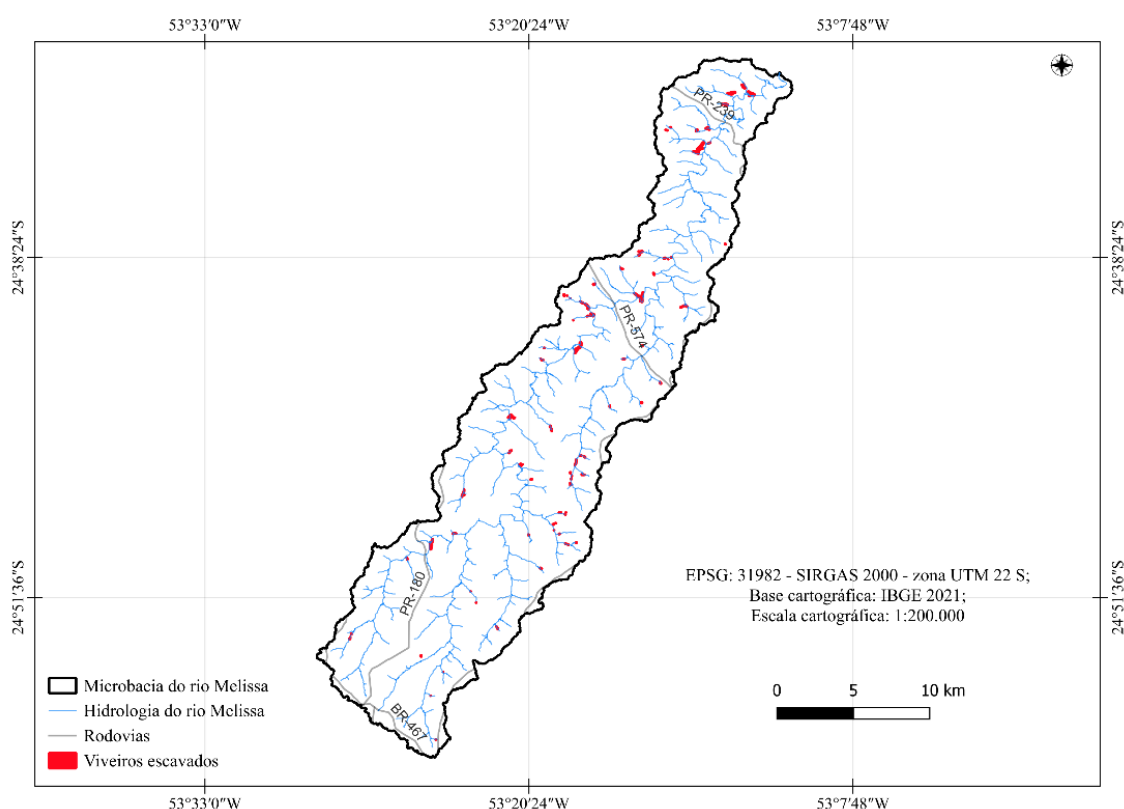 53°33′0″W
53°20′24″W
53°7′48″W
PR-239
24°38′24″S
24°38′24″S
PR-574
24°51′36″S
24°51′36″S
PR-180
EPSG: 31982 - SIRGAS 2000 - zona UTM 22 S;
Base cartográfica: IBGE 2021;
Escala cartográfica: 1:200.000
Microbacia do rio Melissa
Hidrologia do rio Melissa
Rodovias
Viveiros escavados
BR-467
0 5 10 km
53°33′0″W
53°20′24″W
53°7′48″W